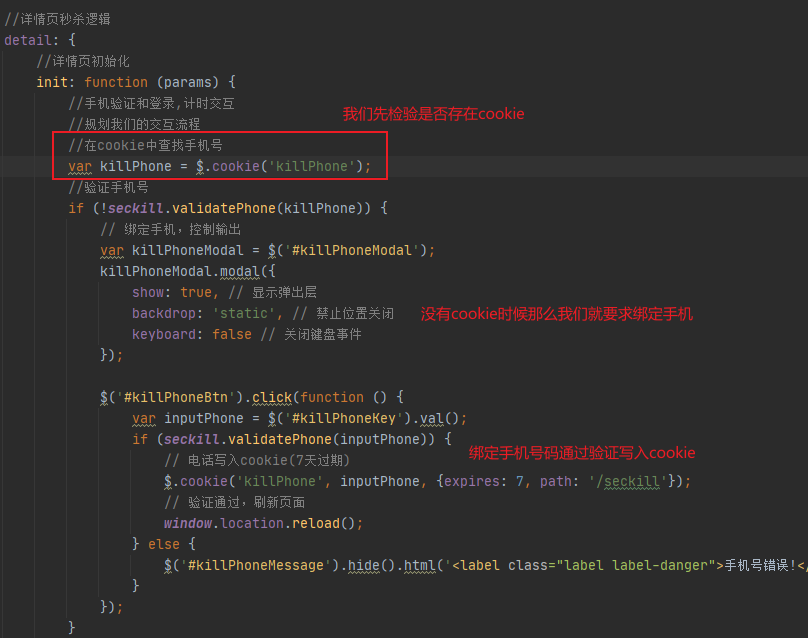 //详情页秒杀逻辑
detail: {
//详情页初始化
init: function (params) {
//手机验证和登录,计时交互
我们先检验是否存在cookie
//规划我们的交互流程
//在cookie中查找手机号
var killPhone = $.cookie('killPhone');
//验证手机号
if (!seckill.validatePhone(killPhone)) {
// 绑定手机，控制输出
var killPhoneModal = $('#killPhoneModal');
killPhoneModal.modal({
show: true, // 显示弹出层
backdrop: 'static', // 禁止位置关闭
没有cookie时候那么我们就要求绑定手机
keyboard: false // 关闭键盘事件
});
$('#killPhoneBtn').click(function () {
var inputPhone = $('#killPhoneKey').val();
if (seckill.validatePhone(inputPhone)) {
绑定手机号码通过验证写入cookie
// 电话写入cookie(7天过期)
$.cookie('killPhone', inputPhone, {expires: 7, path: '/seckill'});
// 验证通过，刷新页面
window.location.reload();
} else {
$('#killPhoneMessage').hide().html('<label class="label label-danger">手机号错误!</
}
});
}